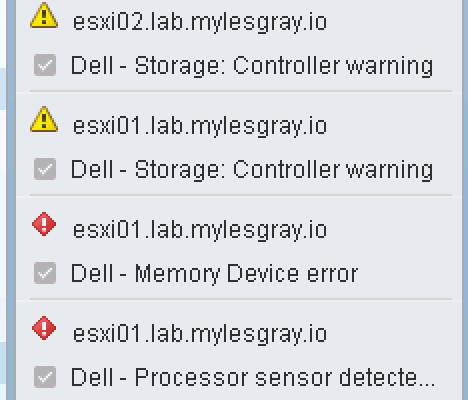 esxi02.lab.mylesgray.io
Dell - Storage: Controller warning
esxi01.lab.mylesgray.io
Dell - Storage: Controller warning
esxi01.lab.mylesgray.io
Dell - Memory Device error
esxi01.lab.mylesgray.io
Dell - Processor sensor detecte...